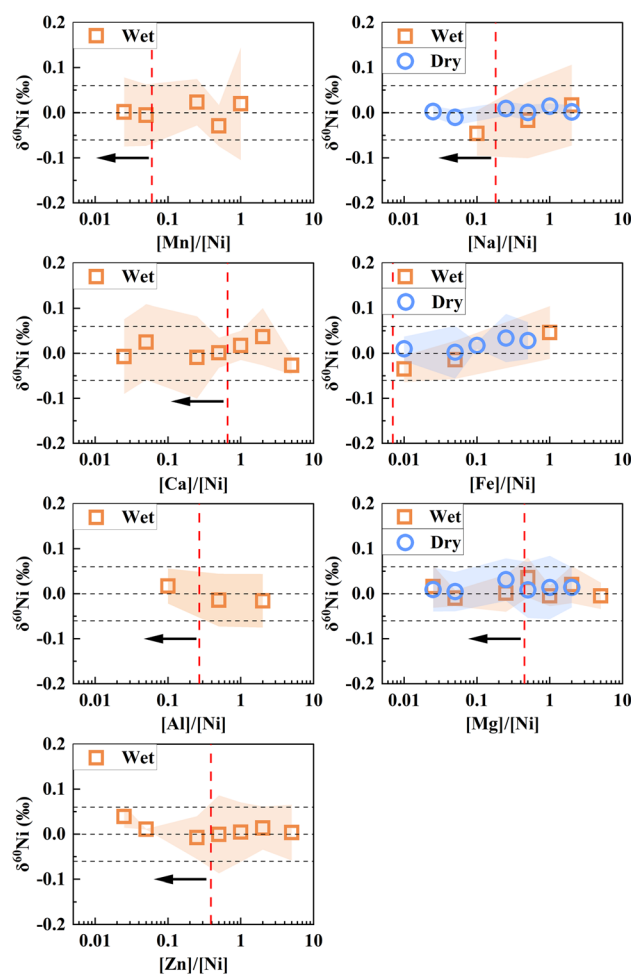 0.2
Wet
0.1
0.0
-0.1
-0.2
δ⁶⁰Ni (‰)
0.01 0.1 1 10
[Mn]/[Ni]
0.2
Wet
Dry
0.1
0.0
-0.1
-0.2
δ⁶⁰Ni (‰)
0.01 0.1 1 10
[Na]/[Ni]
0.2
Wet
0.1
0.0
-0.1
-0.2
δ⁶⁰Ni (‰)
0.01 0.1 1 10
[Ca]/[Ni]
0.2
Wet
Dry
0.1
0.0
-0.1
-0.2
δ⁶⁰Ni (‰)
0.01 0.1 1 10
[Fe]/[Ni]
0.2
Wet
0.1
0.0
-0.1
-0.2
δ⁶⁰Ni (‰)
0.01 0.1 1 10
[Al]/[Ni]
0.2
Wet
Dry
0.1
0.0
-0.1
-0.2
δ⁶⁰Ni (‰)
0.01 0.1 1 10
[Mg]/[Ni]
0.2
Wet
0.1
0.0
-0.1
-0.2
δ⁶⁰Ni (‰)
0.01 0.1 1 10
[Zn]/[Ni]